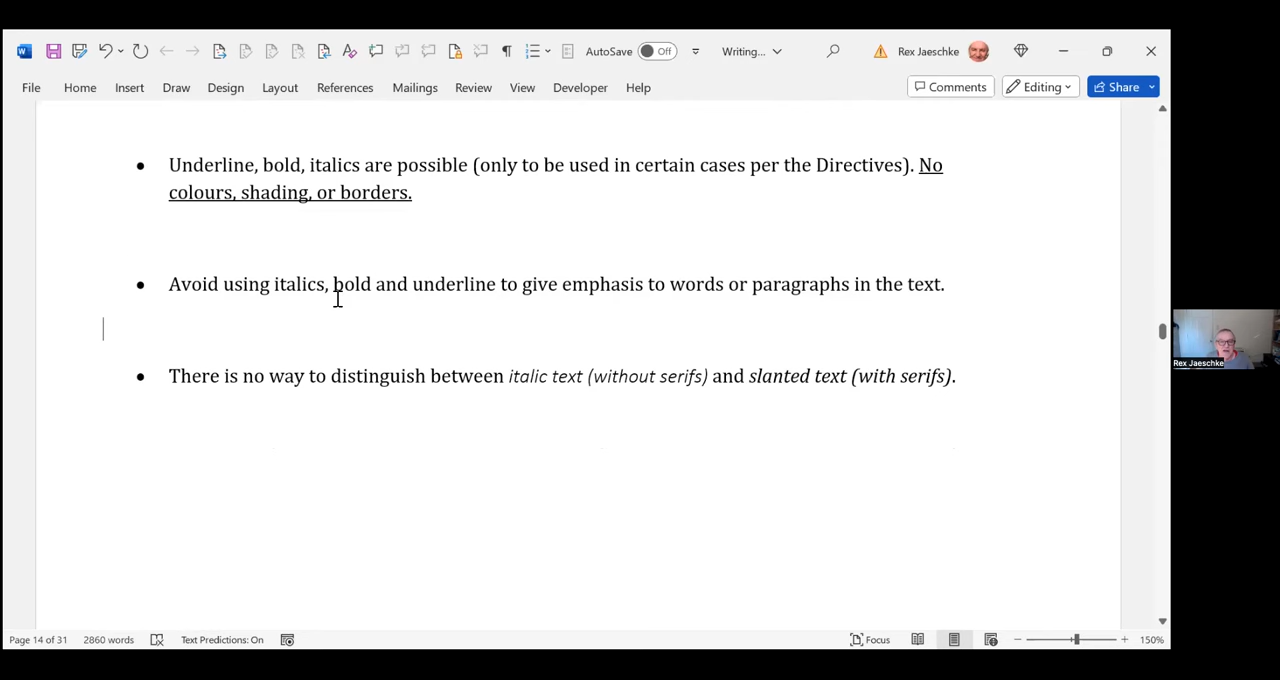 AutoSave Off Writing... Rex Jaeschke
File Home Insert Draw Design Layout References Mailings Review View Developer Help Comments Editing Share
• Underline, bold, italics are possible (only to be used in certain cases per the Directives). No
colours, shading, or borders.
• Avoid using italics, bold and underline to give emphasis to words or paragraphs in the text.
• There is no way to distinguish between italic text (without serifs) and slanted text (with serifs).
Rex Jaeschke
Page 14 of 31 2860 words Text Predictions: On Focus 150%